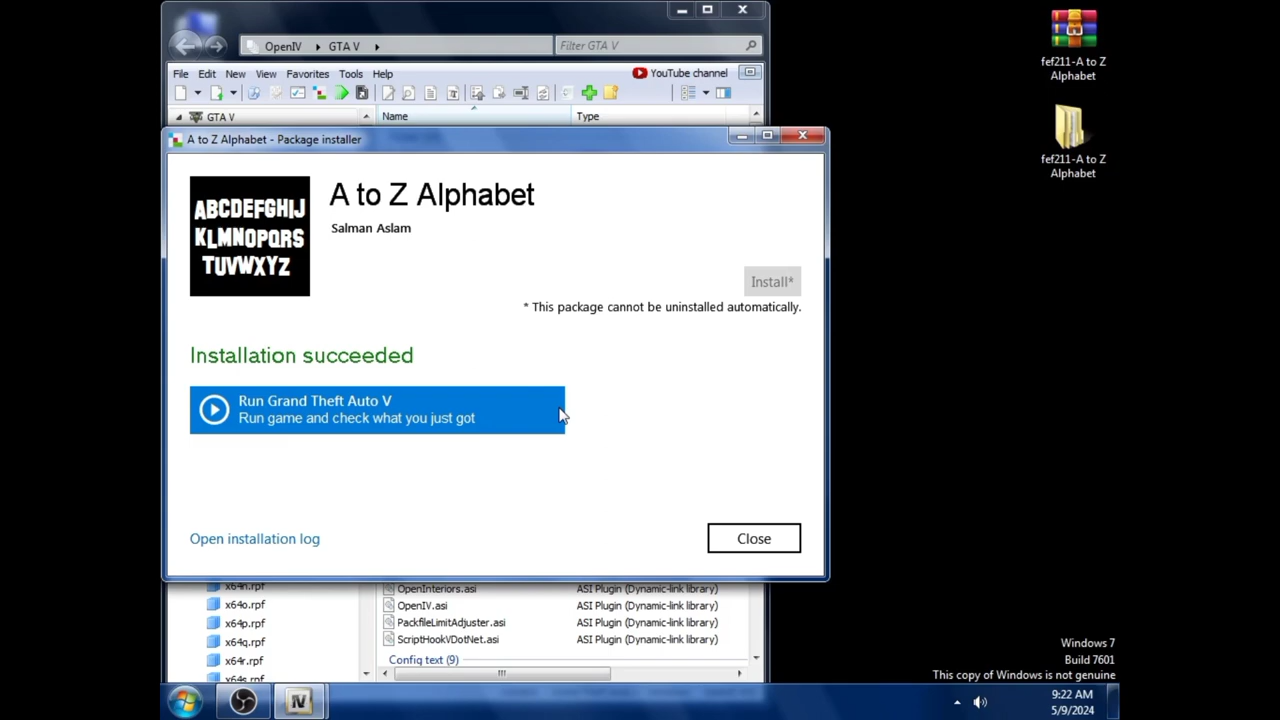 OpenIV
GTA V
Filter GTA V
File Edit New View Favorites Tools Help
YouTube channel
GTA V
Name
Type
A to Z Alphabet - Package installer
ABCDEFGHIJ
KLMNOPQRS
TUVWXYZ
A to Z Alphabet
Salman Aslam
Install*
* This package cannot be uninstalled automatically.
Installation succeeded
Run Grand Theft Auto V
Run game and check what you just got
Open installation log
Close
x64n.rpf
x64o.rpf
x64p.rpf
x64q.rpf
x64r.rpf
x64s.rpf
OpenInteriors.asi ASI Plugin (Dynamic-link library)
OpenIV.asi ASI Plugin (Dynamic-link library)
PackfileLimitAdjuster.asi ASI Plugin (Dynamic-link library)
ScriptHookVDotNet.asi ASI Plugin (Dynamic-link library)
Config text (9)
fef211-A to Z
Alphabet
fef211-A to Z
Alphabet
Windows 7
Build 7601
This copy of Windows is not genuine
IV
9:22 AM
5/9/2024